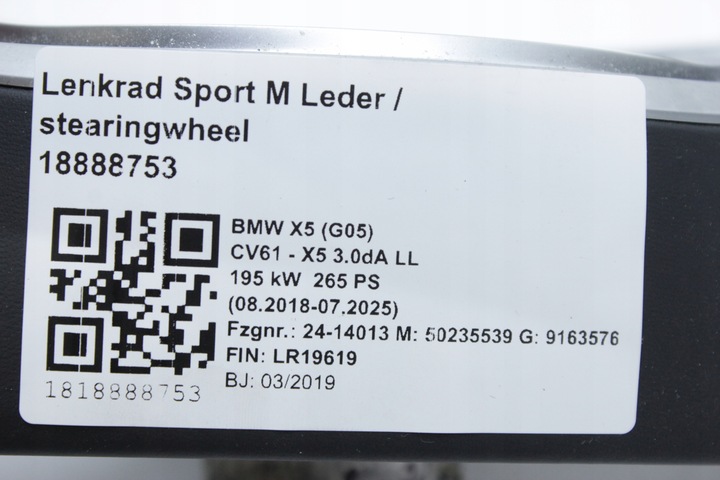 Lenkrad Sport M Leder /
stearingwheel
18888753
BMW X5 (G05)
CV61 - X5 3.0dA LL
195 kW 265 PS
(08.2018-07.2025)
Fzgnr.: 24-14013 M: 50235539 G: 9163576
FIN: LR19619
BJ: 03/2019
1818888753